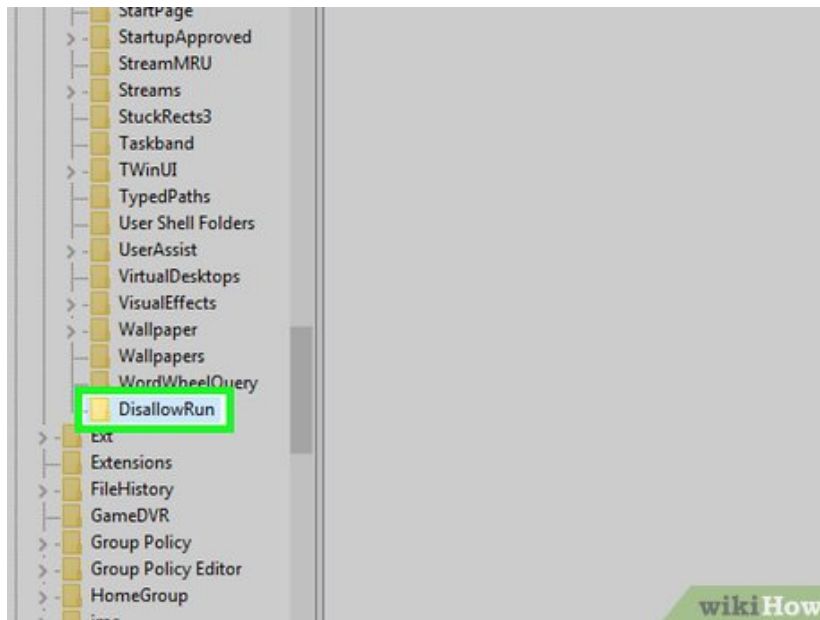 StartPage
StartupApproved
StreamMRU
Streams
StuckRects3
Taskband
TWinUI
TypedPaths
User Shell Folders
UserAssist
VirtualDesktops
VisualEffects
Wallpaper
Wallpapers
WordWheelQuery
DisallowRun
Ext
Extensions
FileHistory
GameDVR
Group Policy
Group Policy Editor
HomeGroup
wikiHow